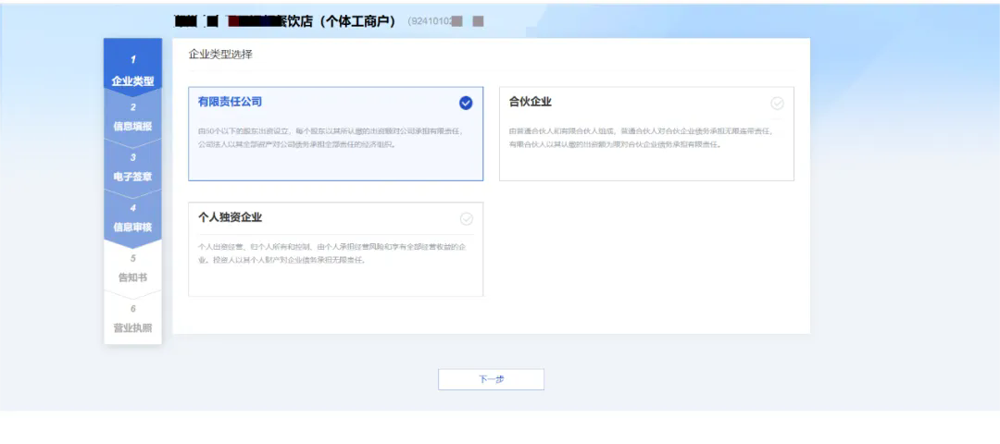 餐饮店（个体工商户）（92410102
1
企业类型
2
信息填报
3
电子签章
4
信息审核
5
告知书
6
营业执照
企业类型选择
有限责任公司
由50个以下的股东出资设立，每个股东以其所认缴的出资额对公司承担有限责任，
公司法人以其全部资产对公司债务承担全部责任的经济组织。
合伙企业
由普通合伙人和有限合伙人组成，普通合伙人对合伙企业债务承担无限连带责任，
有限合伙人以其认缴的出资额为限对合伙企业债务承担有限责任。
个人独资企业
个人出资经营、归个人所有和控制、由个人承担经营风险和享有全部经营收益的企
业。投资人以其个人财产对企业债务承担无限责任。
下一步